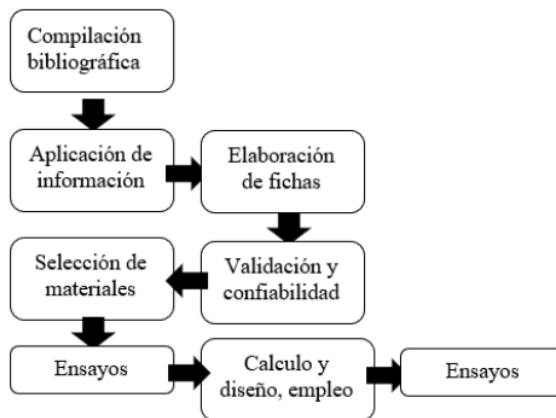 Compilación
bibliográfica
Aplicación de
información
Elaboración
de fichas
Validación y
confiabilidad
Selección de
materiales
Ensayos
Calculo y
diseño, empleo
Ensayos